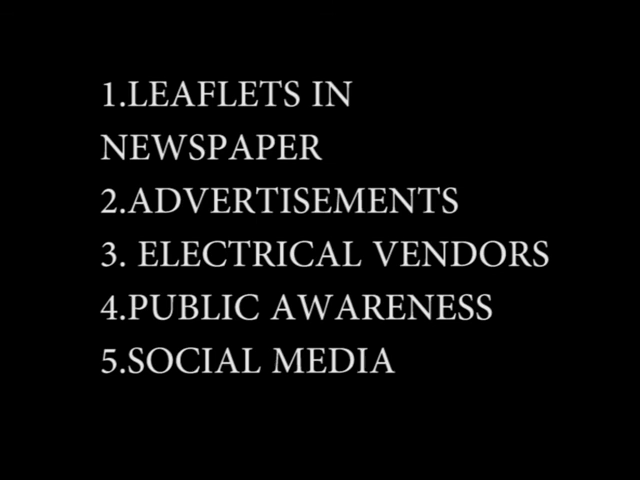 1.LEAFLETS IN
NEWSPAPER
2.ADVERTISEMENTS
3. ELECTRICAL VENDORS
4.PUBLIC AWARENESS
5.SOCIAL MEDIA